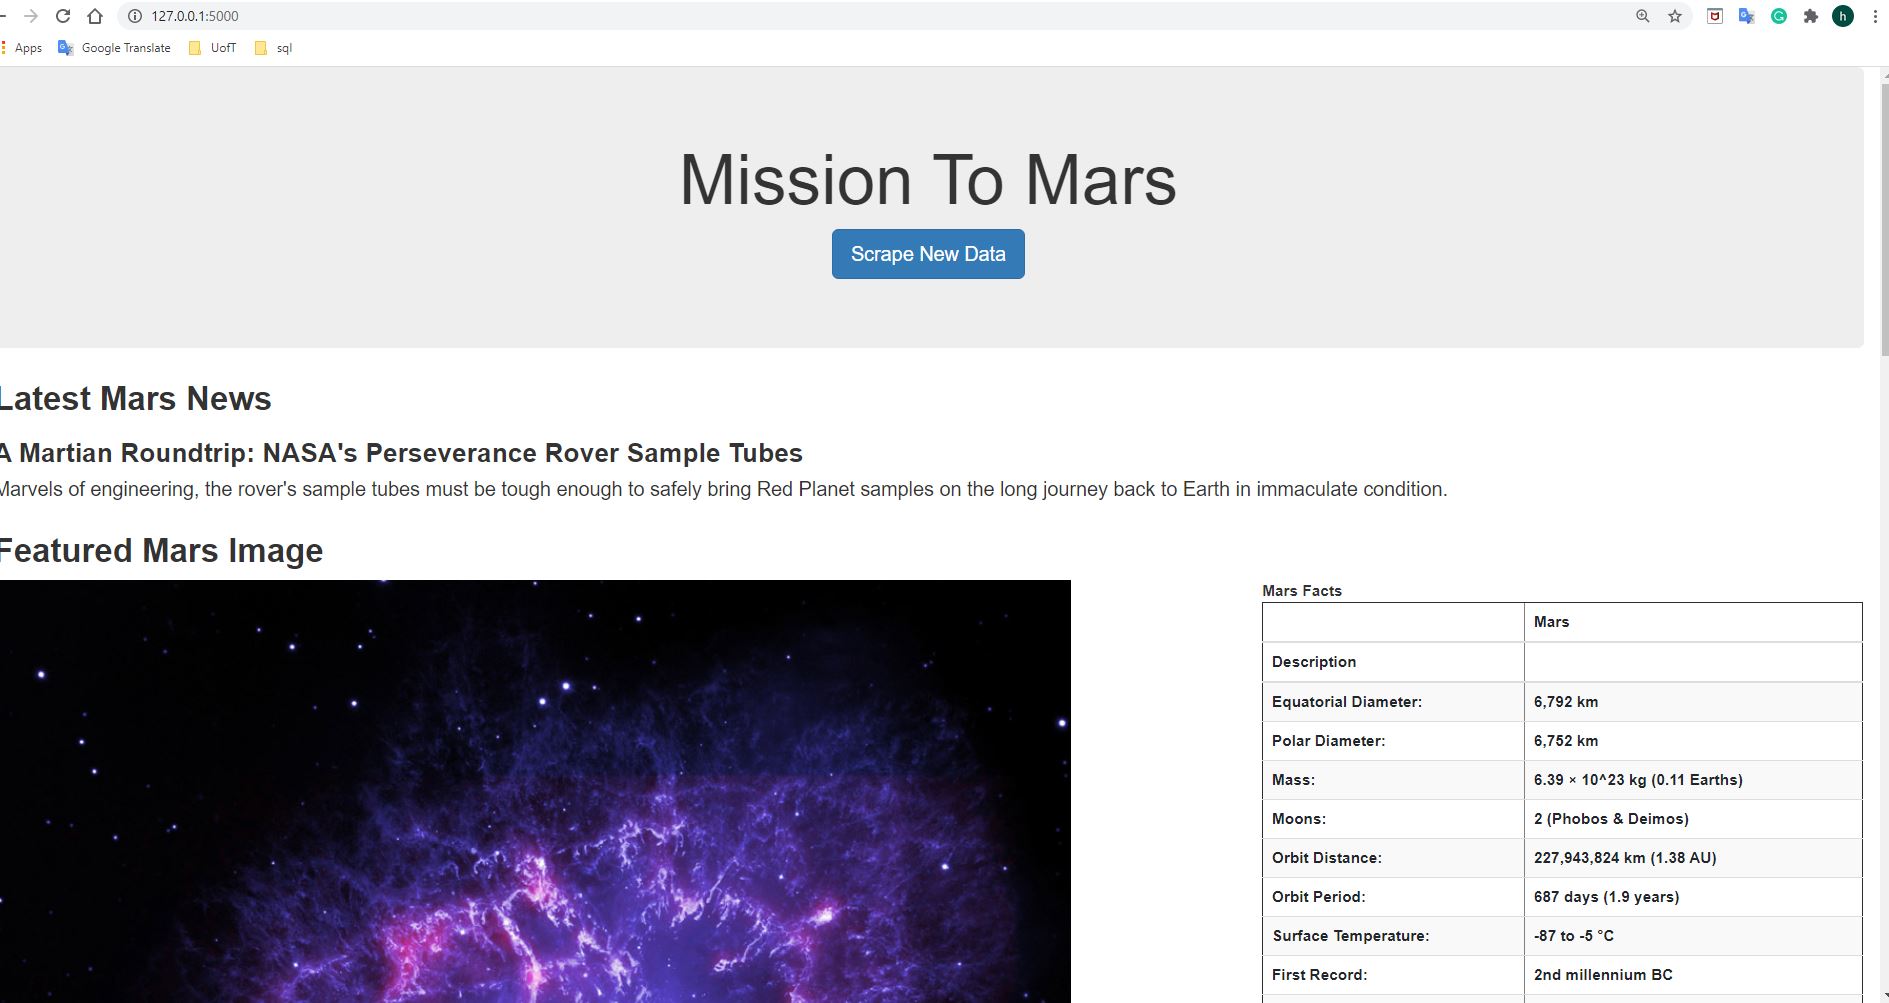 127.0.0.1:5000
Apps Google Translate UofT sql
h
Mission To Mars
Scrape New Data
Latest Mars News
A Martian Roundtrip: NASA's Perseverance Rover Sample Tubes
Marvels of engineering, the rover's sample tubes must be tough enough to safely bring Red Planet samples on the long journey back to Earth in immaculate condition.
Featured Mars Image
Mars Facts
Mars
Description
Equatorial Diameter: 6,792 km
Polar Diameter: 6,752 km
Mass: 6.39 × 10^23 kg (0.11 Earths)
Moons: 2 (Phobos & Deimos)
Orbit Distance: 227,943,824 km (1.38 AU)
Orbit Period: 687 days (1.9 years)
Surface Temperature: -87 to -5 °C
First Record: 2nd millennium BC